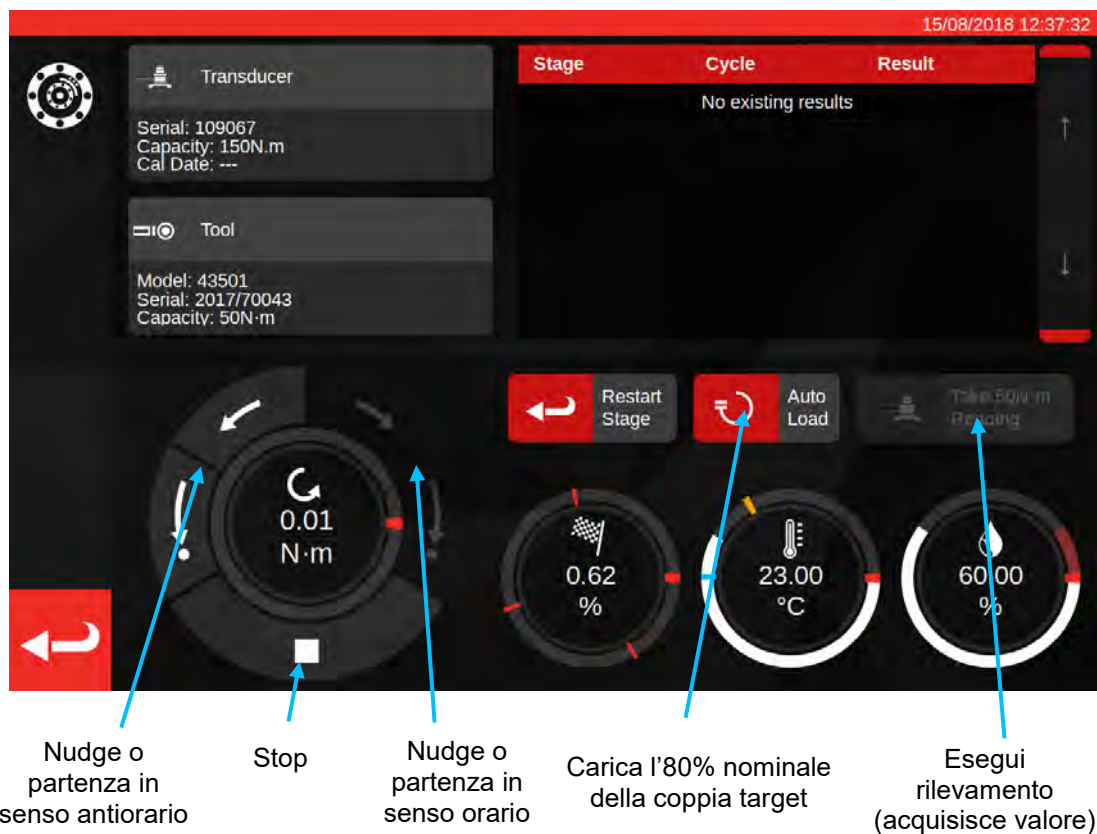 15/08/2018 12:37:32
Transducer
Serial: 109067
Capacity: 150N.m
Cal Date: ---
Stage Cycle Result
No existing results
Tool
Model: 43501
Serial: 2017/70043
Capacity: 50N·m
Restart
Stage
Auto
Load
Take 50N·m
Reading
0.01
N·m
0.62
%
23.00
°C
60.00
%
Nudge o
partenza in
senso antiorario
Stop
Nudge o
partenza in
senso orario
Carica l'80% nominale
della coppia target
Esegui
rilevamento
(acquisisce valore)